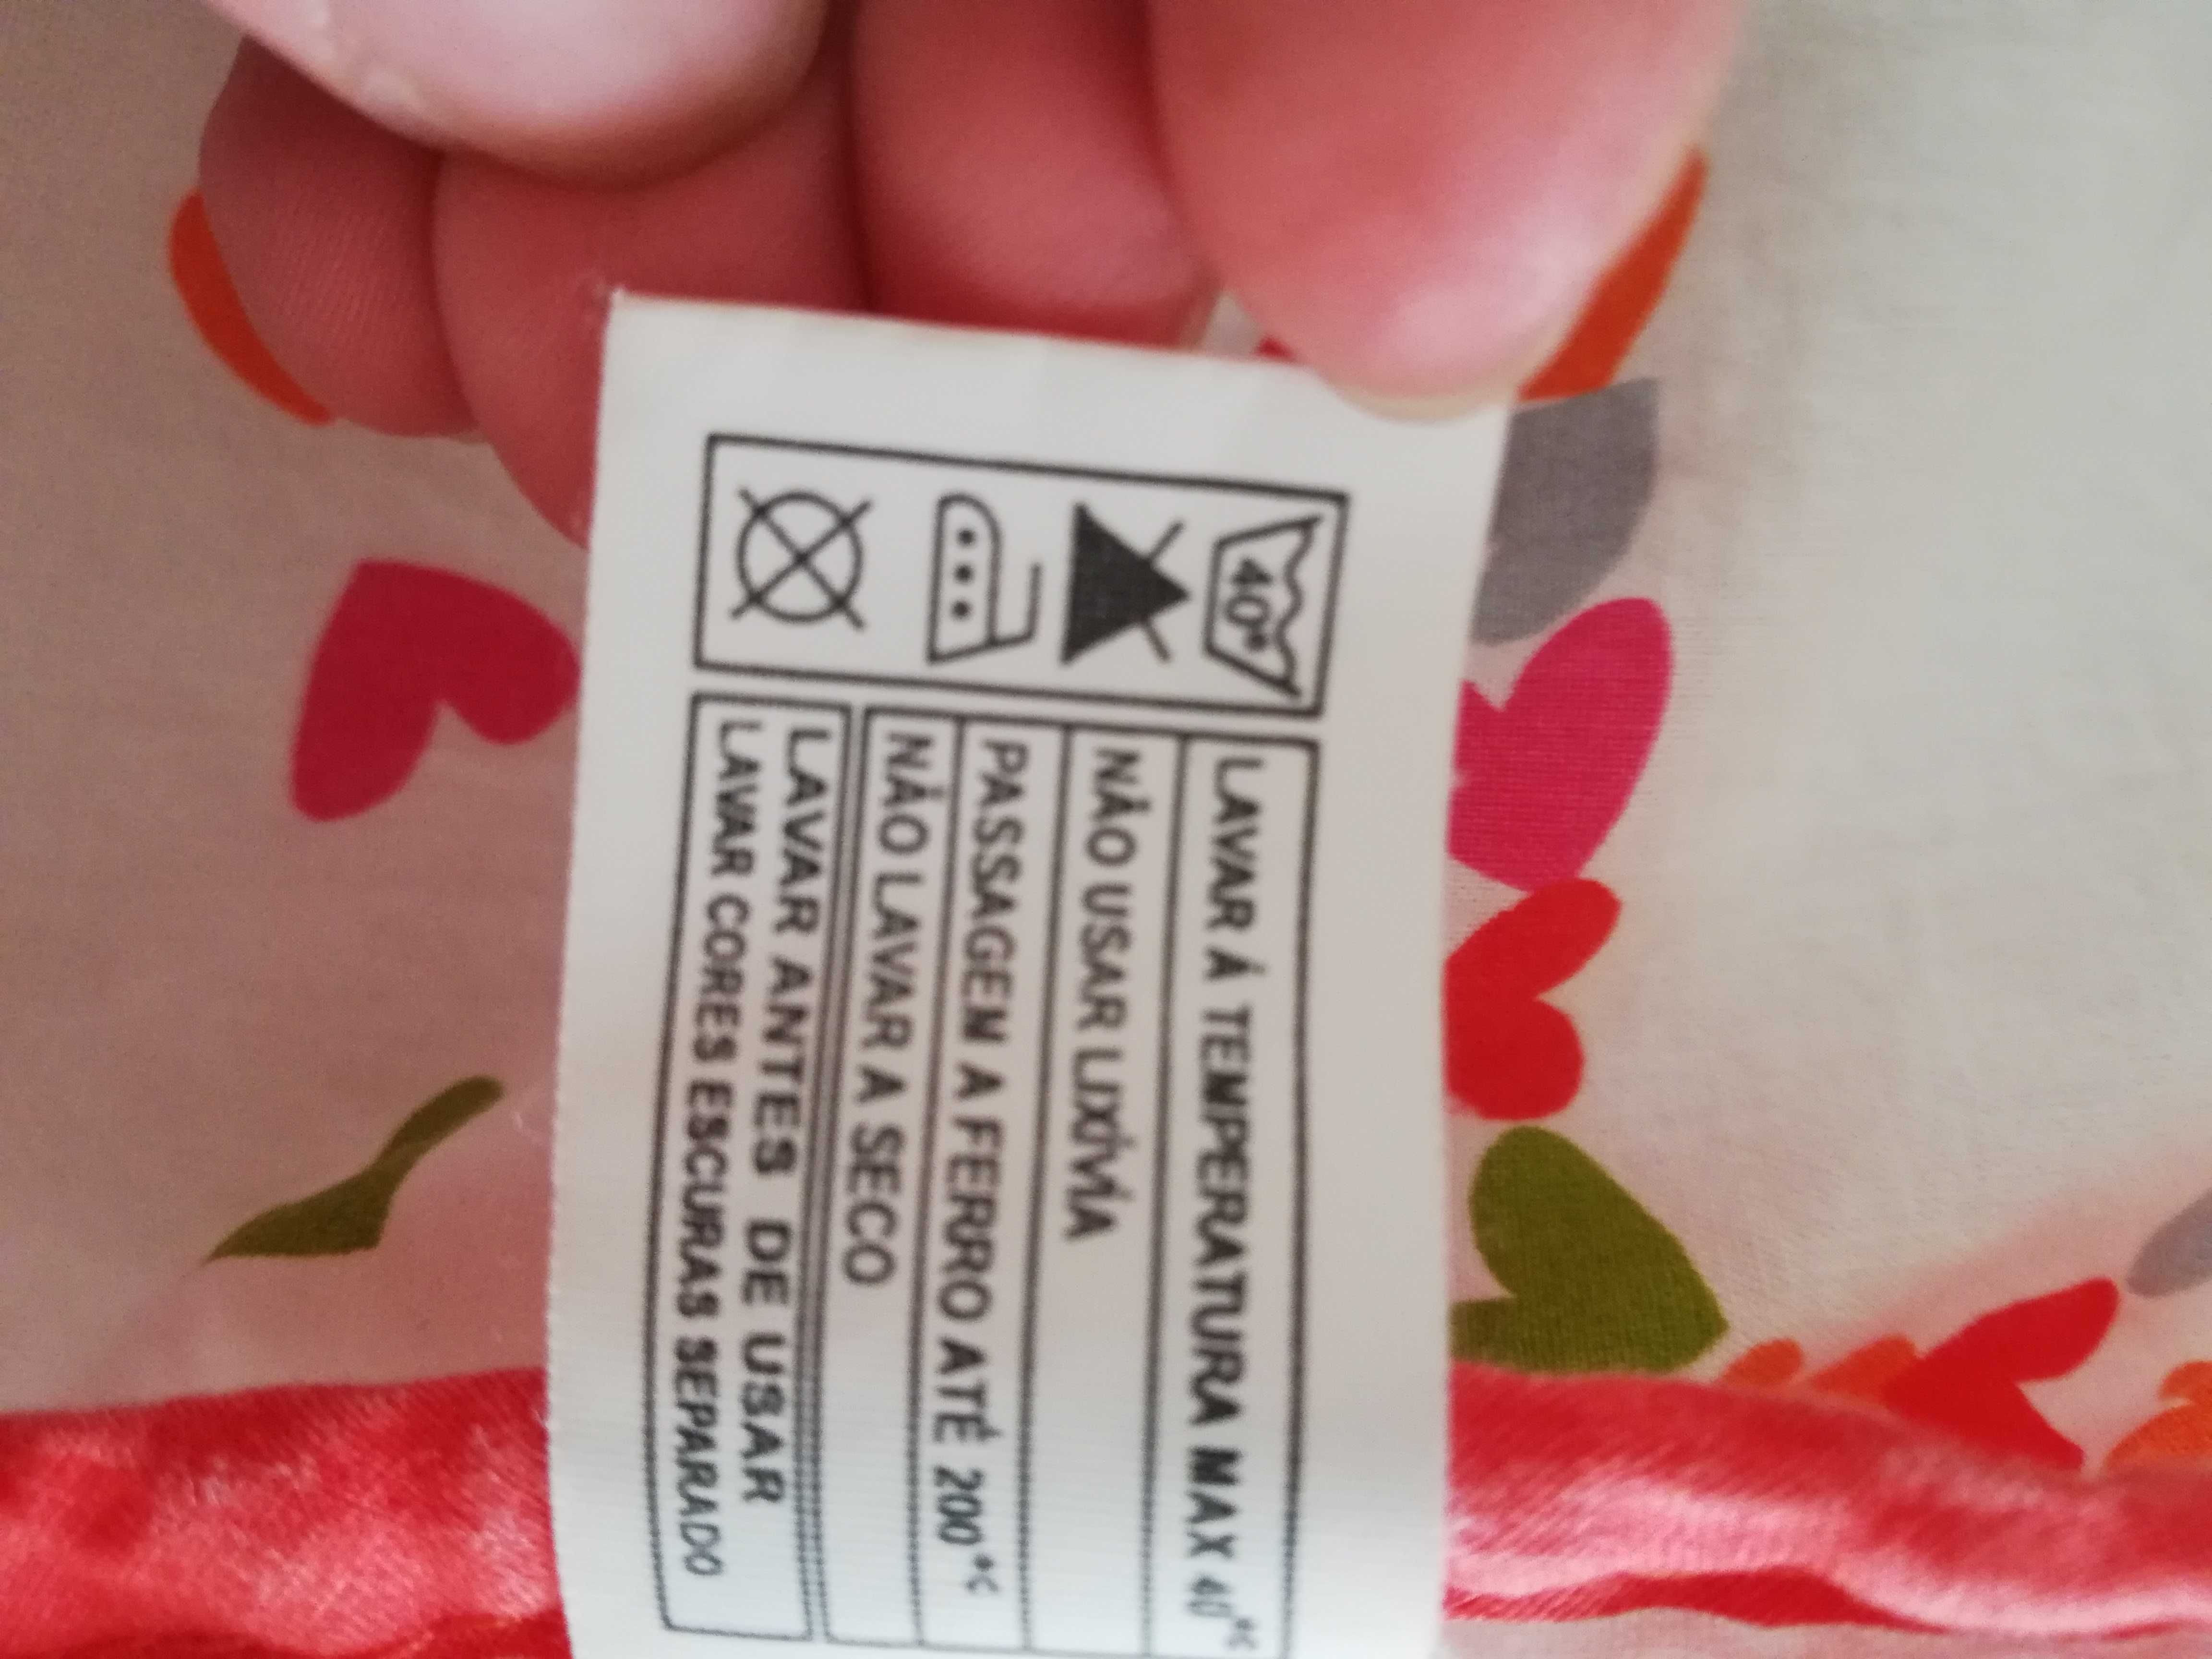 40°
LAVAR Á TEMPERATURA MAX 40°C
NÃO USAR LIXÍVIA
PASSAGEM A FERRO ATÉ 200°C
NÃO LAVAR A SECO
LAVAR ANTES DE USAR
LAVAR CORES ESCURAS SEPARADO